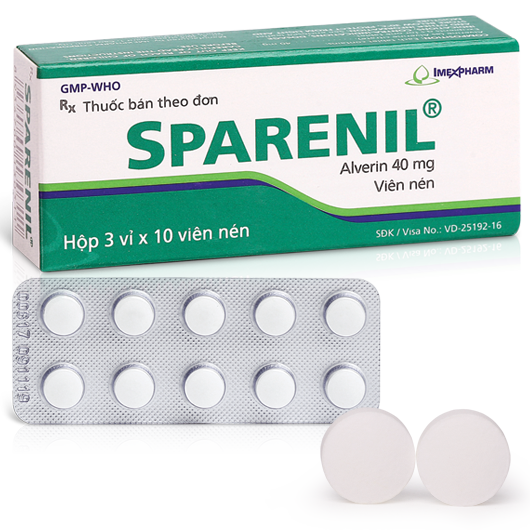 IMEXPHARM
GMP-WHO
Rx Thuốc bán theo đơn
SPARENIL®
Alverin 40 mg
Viên nén
Hộp 3 vỉ x 10 viên nén
SĐK / Visa No.: VD-25192-16
SPARENIL®